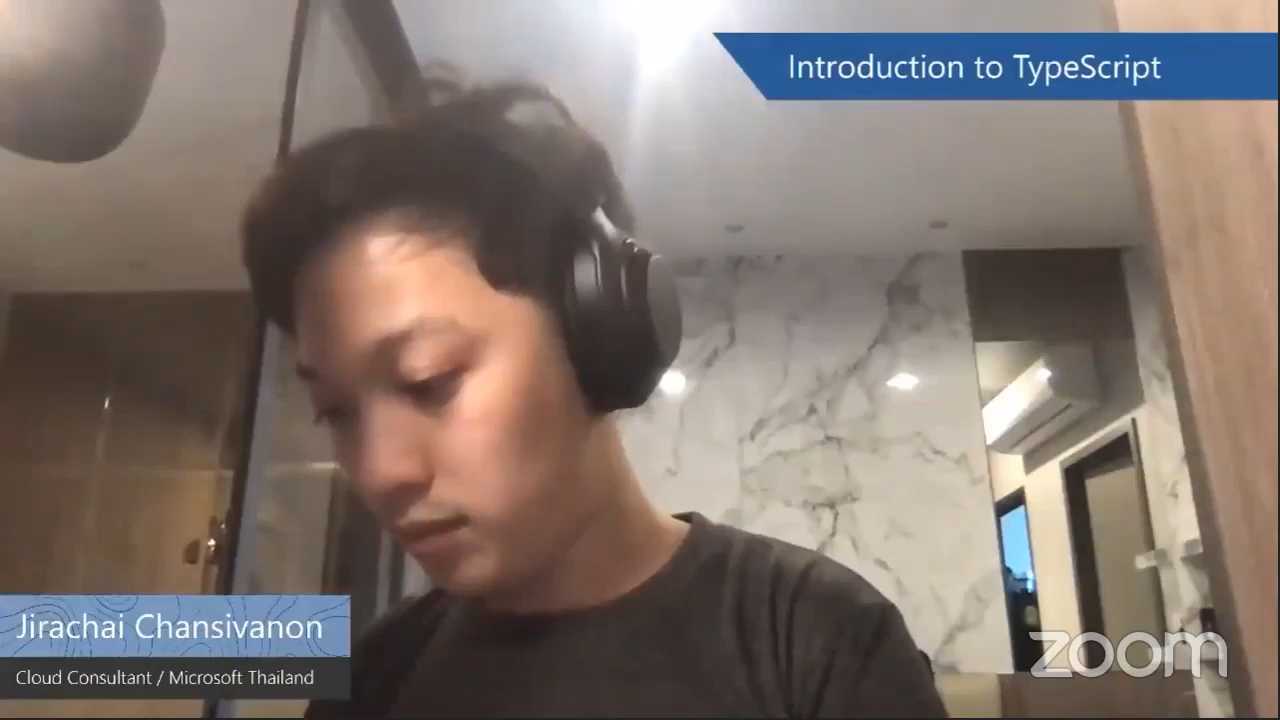 Introduction to TypeScript
Jirachai Chansivanon
Cloud Consultant / Microsoft Thailand
zoom